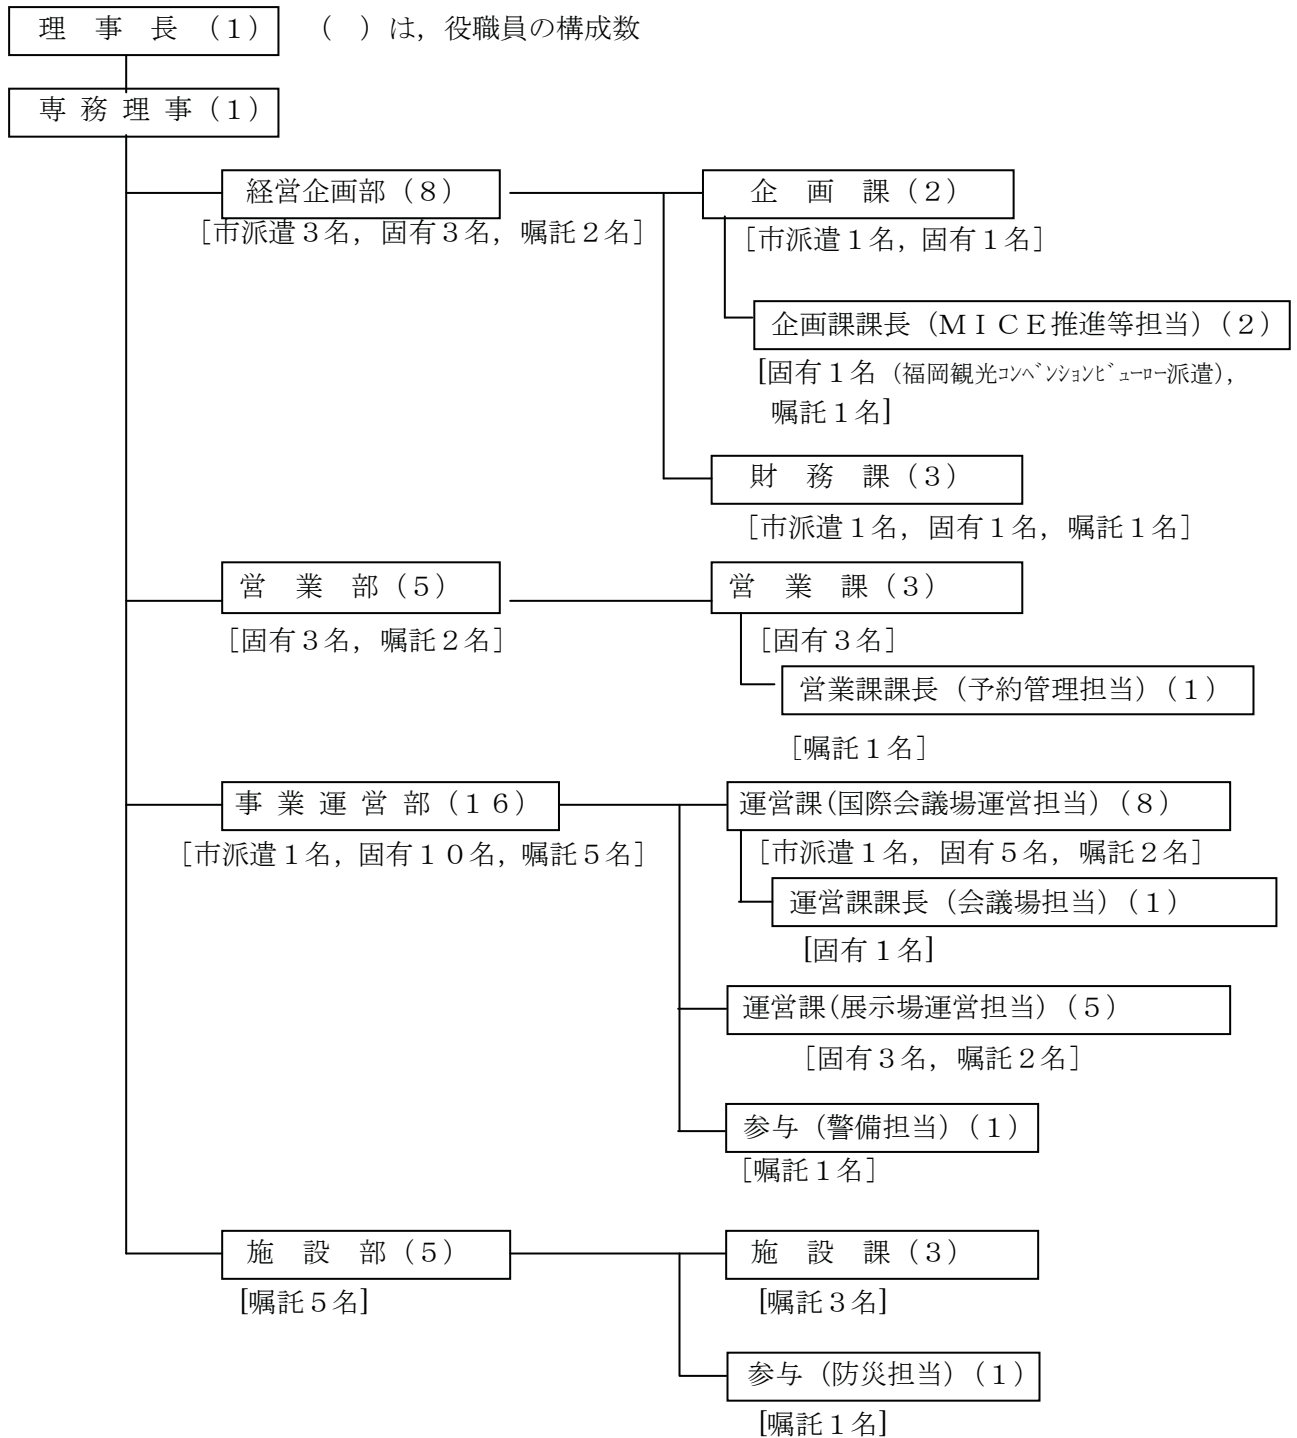 理　事　長（１）　（　）は，役職員の構成数
専 務 理 事（１）
経営企画部（８）
［市派遣３名，固有３名，嘱託２名］
企　画　課（２）
［市派遣１名，固有１名］
企画課課長（ＭＩＣＥ推進等担当）（２）
[固有１名（福岡観光ｺﾝﾍﾞﾝｼｮﾝﾋﾞｭｰﾛｰ派遣），
嘱託１名]
財　務　課（３）
［市派遣１名，固有１名，嘱託１名］
営　業　部（５）
［固有３名，嘱託２名］
営　業　課（３）
［固有３名］
営業課課長（予約管理担当）（１）
［嘱託１名］
事 業 運 営 部（１６）
［市派遣１名，固有１０名，嘱託５名］
運営課(国際会議場運営担当)（８）
［市派遣１名，固有５名，嘱託２名］
運営課課長（会議場担当）（１）
[固有１名]
運営課(展示場運営担当)（５）
［固有３名，嘱託２名］
参与（警備担当）（１）
［嘱託１名］
施　設　部（５）
[嘱託５名]
施　設　課（３）
[嘱託３名]
参与（防災担当）（１）
[嘱託１名]